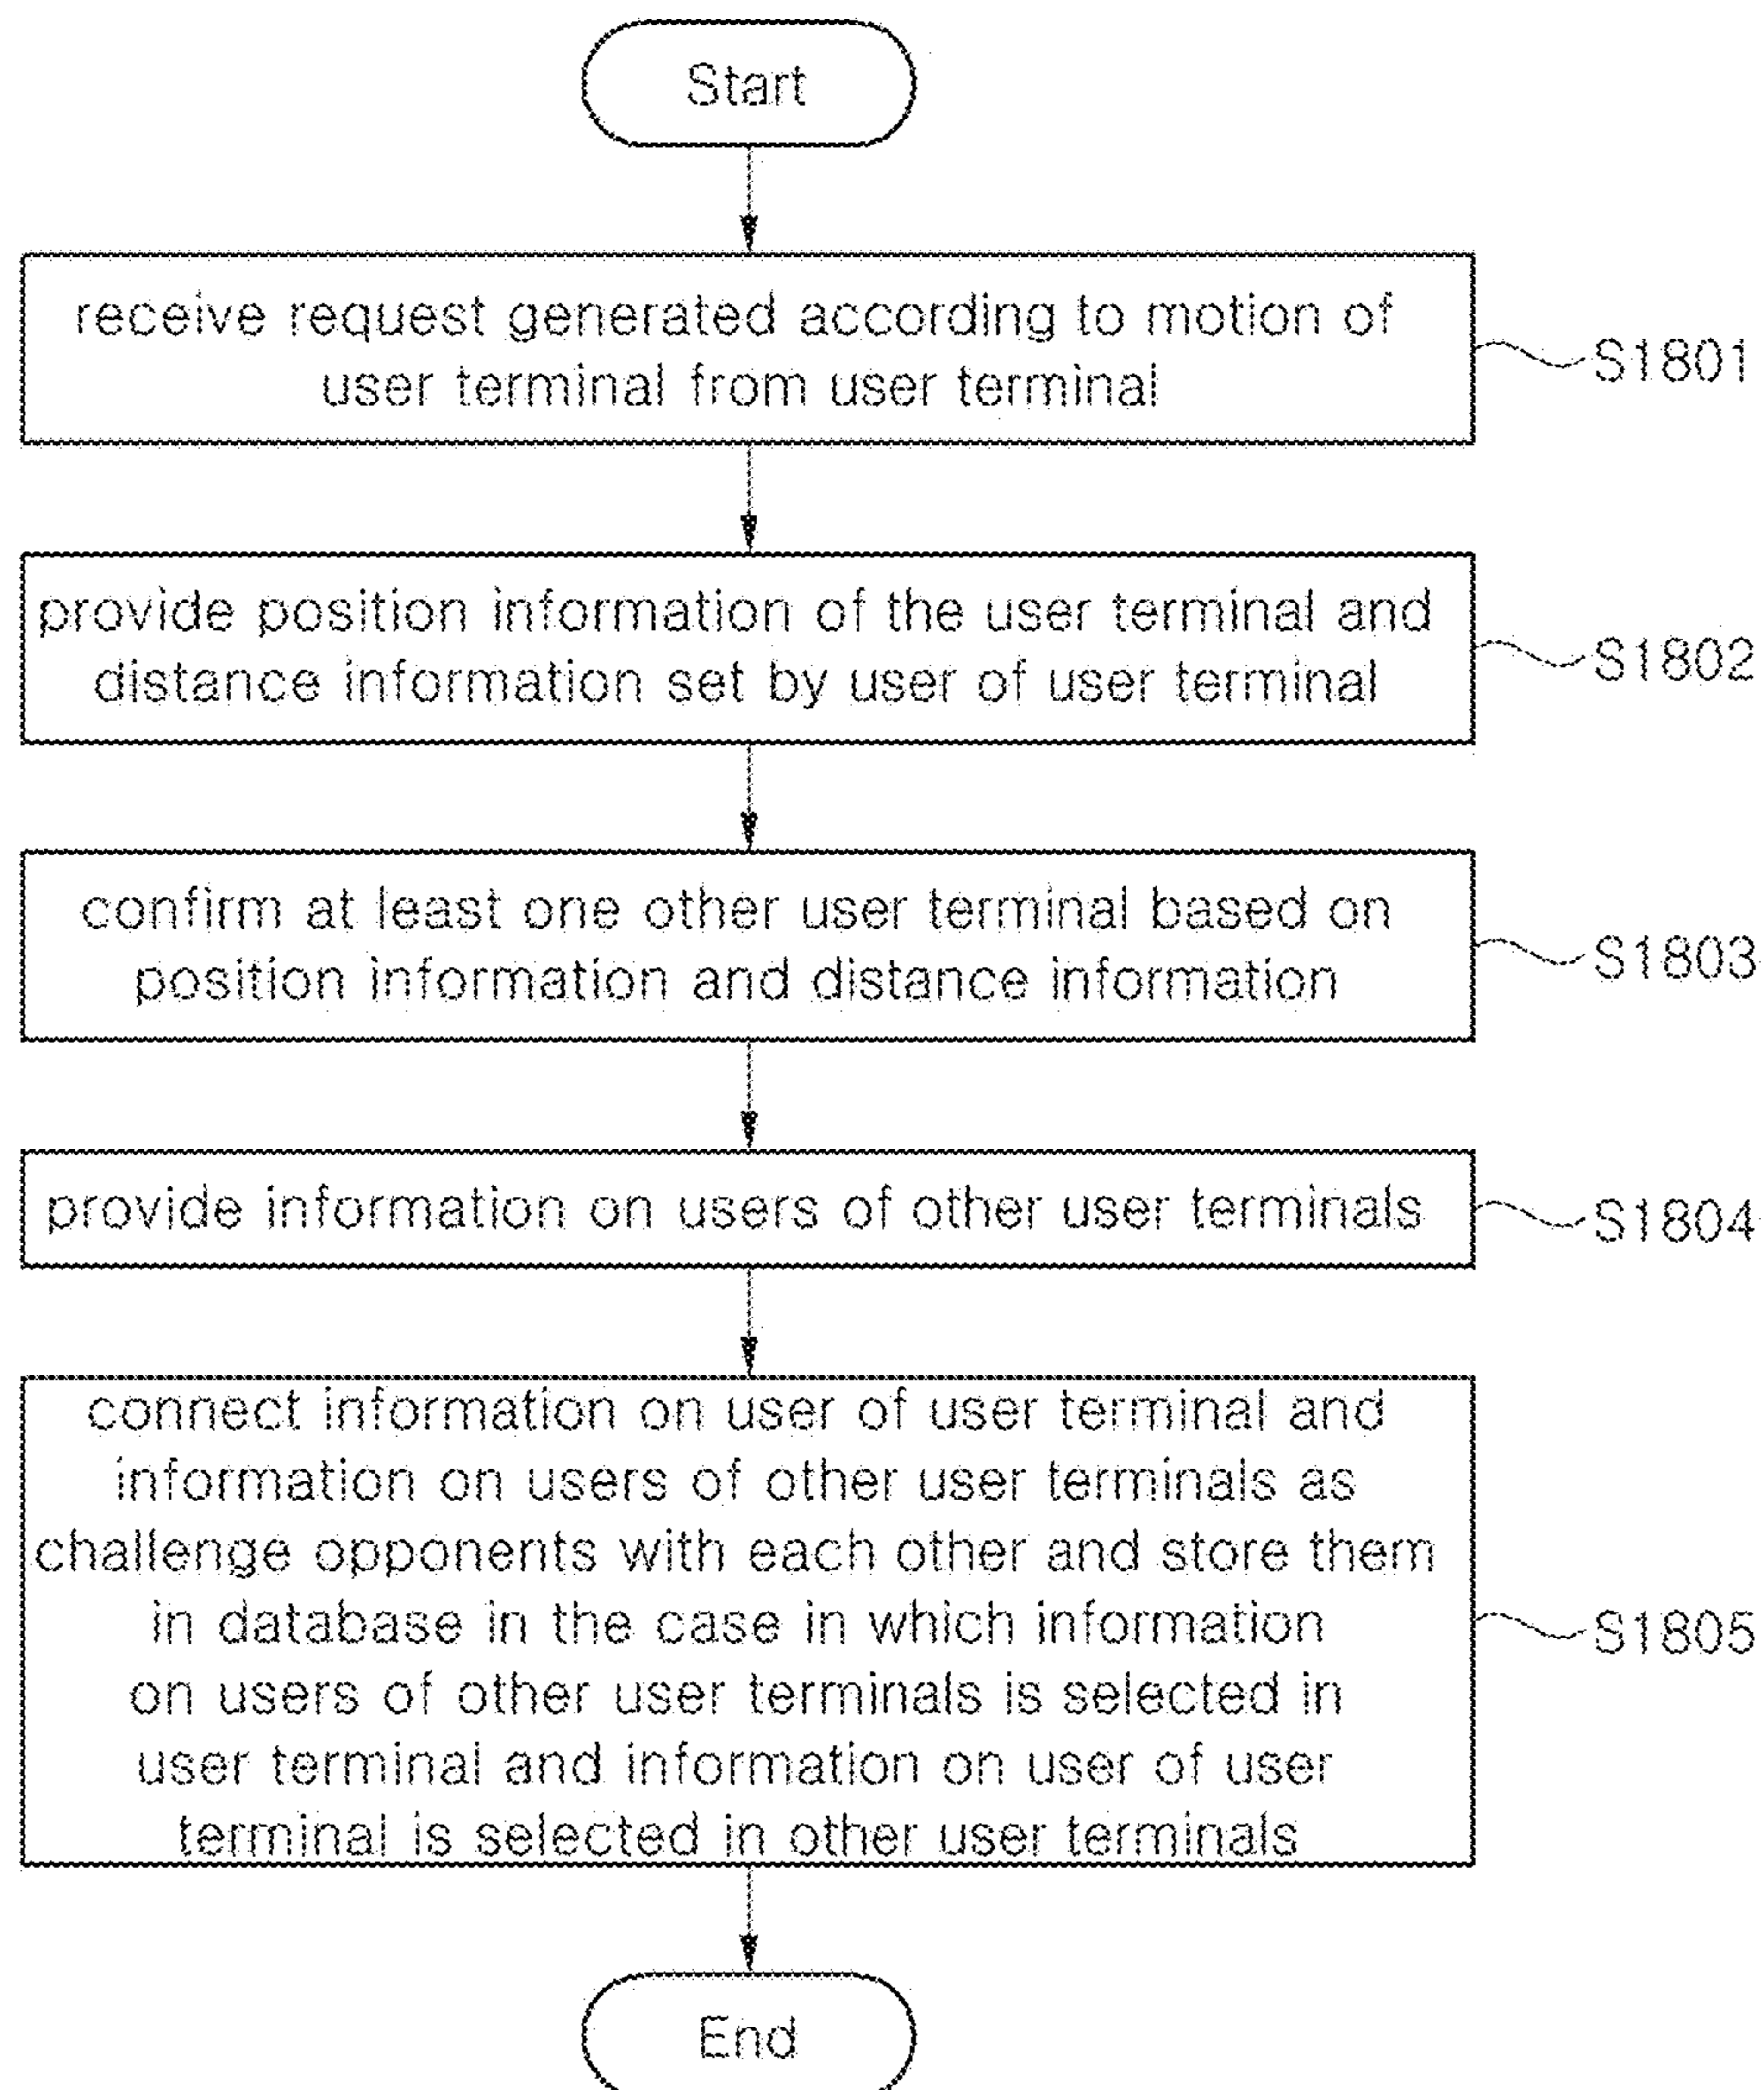 Start
receive request generated according to motion of
user terminal from user terminal
S1801
provide position information of the user terminal and
distance information set by user of user terminal
S1802
confirm at least one other user terminal based on
position information and distance information
S1803
provide information on users of other user terminals
S1804
connect information on user of user terminal and
information on users of other user terminals as
challenge opponents with each other and store them
in database in the case in which information
on users of other user terminals is selected in
user terminal and information on user of user
terminal is selected in other user terminals
S1805
End